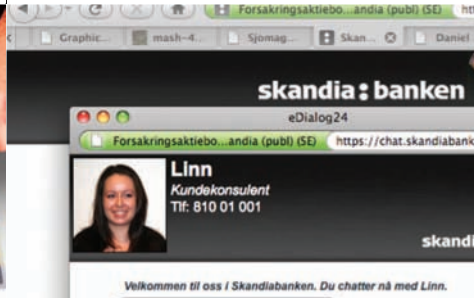 Forsakringsaktiebo...andia (publ) (SE)
Graphic...
mash-4...
Sjomag...
Skan...
Daniel
skandia:banken
eDialog24
Forsakringsaktiebo...andia (publ) (SE) https://chat.skandiabank
Linn
Kundekonsulent
Tlf: 810 01 001
skandi
Velkommen til oss i Skandiabanken. Du chatter nå med Linn.